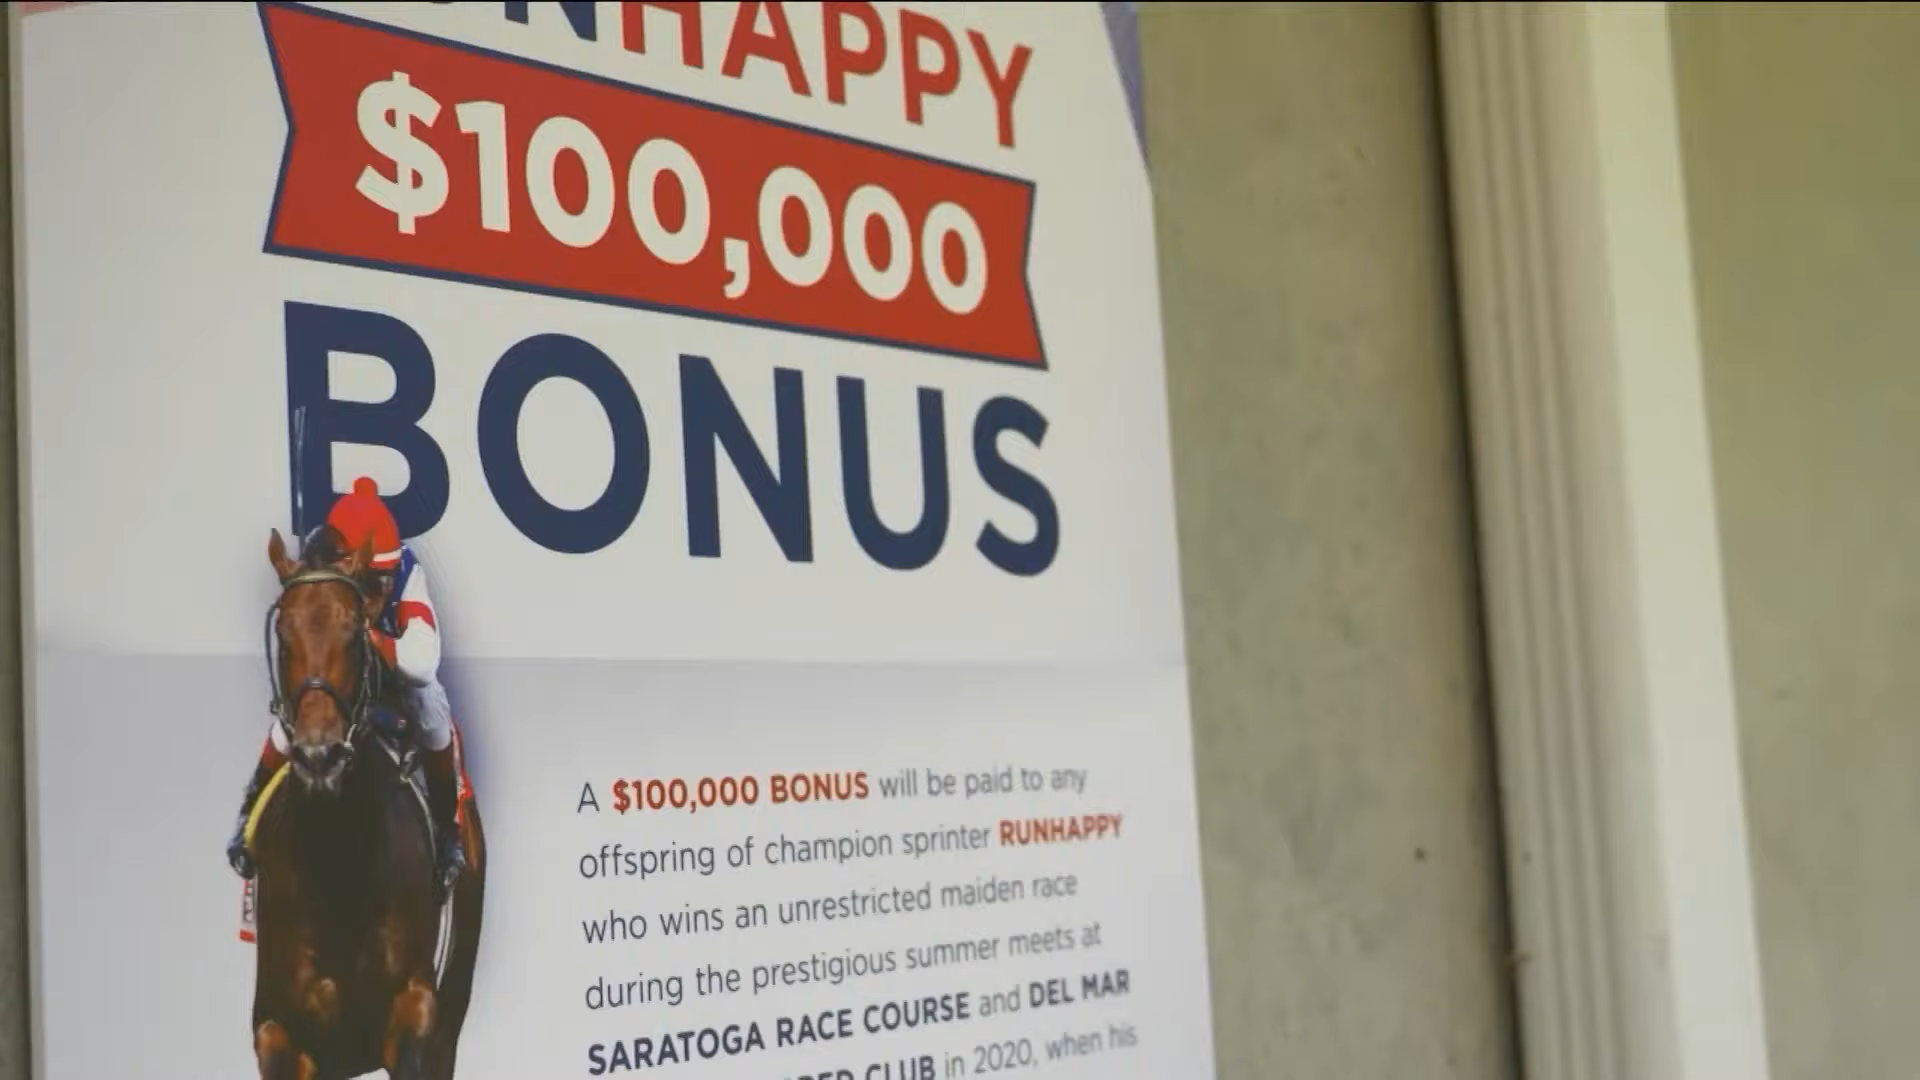 RUNHAPPY
$100,000
BONUS
A $100,000 BONUS will be paid to any
offspring of champion sprinter RUNHAPPY
who wins an unrestricted maiden race
during the prestigious summer meets at
SARATOGA RACE COURSE and DEL MAR
CLUB in 2020, when his